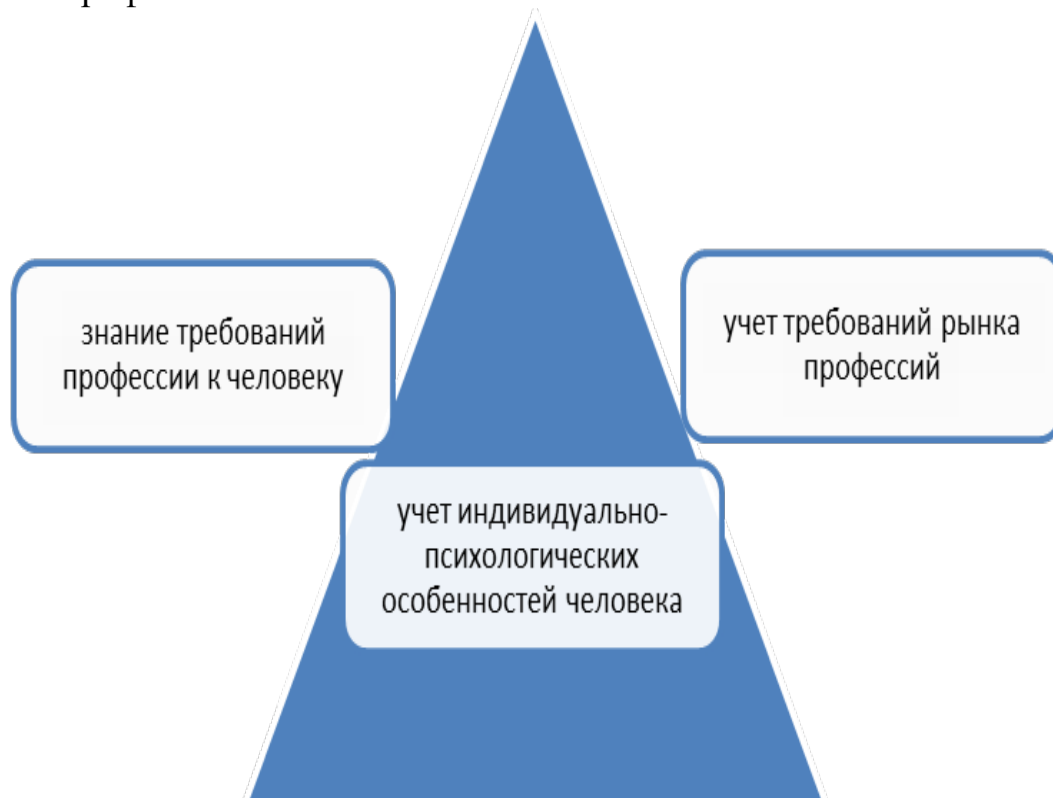 знание требований
профессии к человеку
учет требований рынка
профессий
учет индивидуально-
психологических
особенностей человека